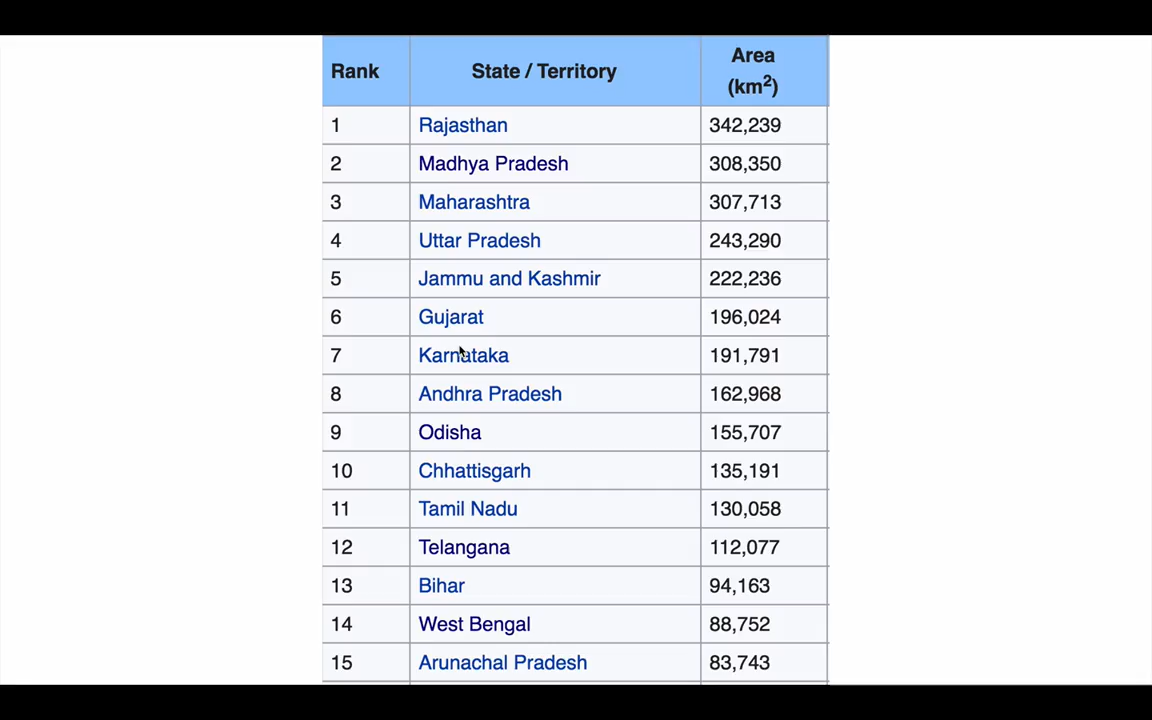 Rank State / Territory Area (km²)
1 Rajasthan 342,239
2 Madhya Pradesh 308,350
3 Maharashtra 307,713
4 Uttar Pradesh 243,290
5 Jammu and Kashmir 222,236
6 Gujarat 196,024
7 Karnataka 191,791
8 Andhra Pradesh 162,968
9 Odisha 155,707
10 Chhattisgarh 135,191
11 Tamil Nadu 130,058
12 Telangana 112,077
13 Bihar 94,163
14 West Bengal 88,752
15 Arunachal Pradesh 83,743